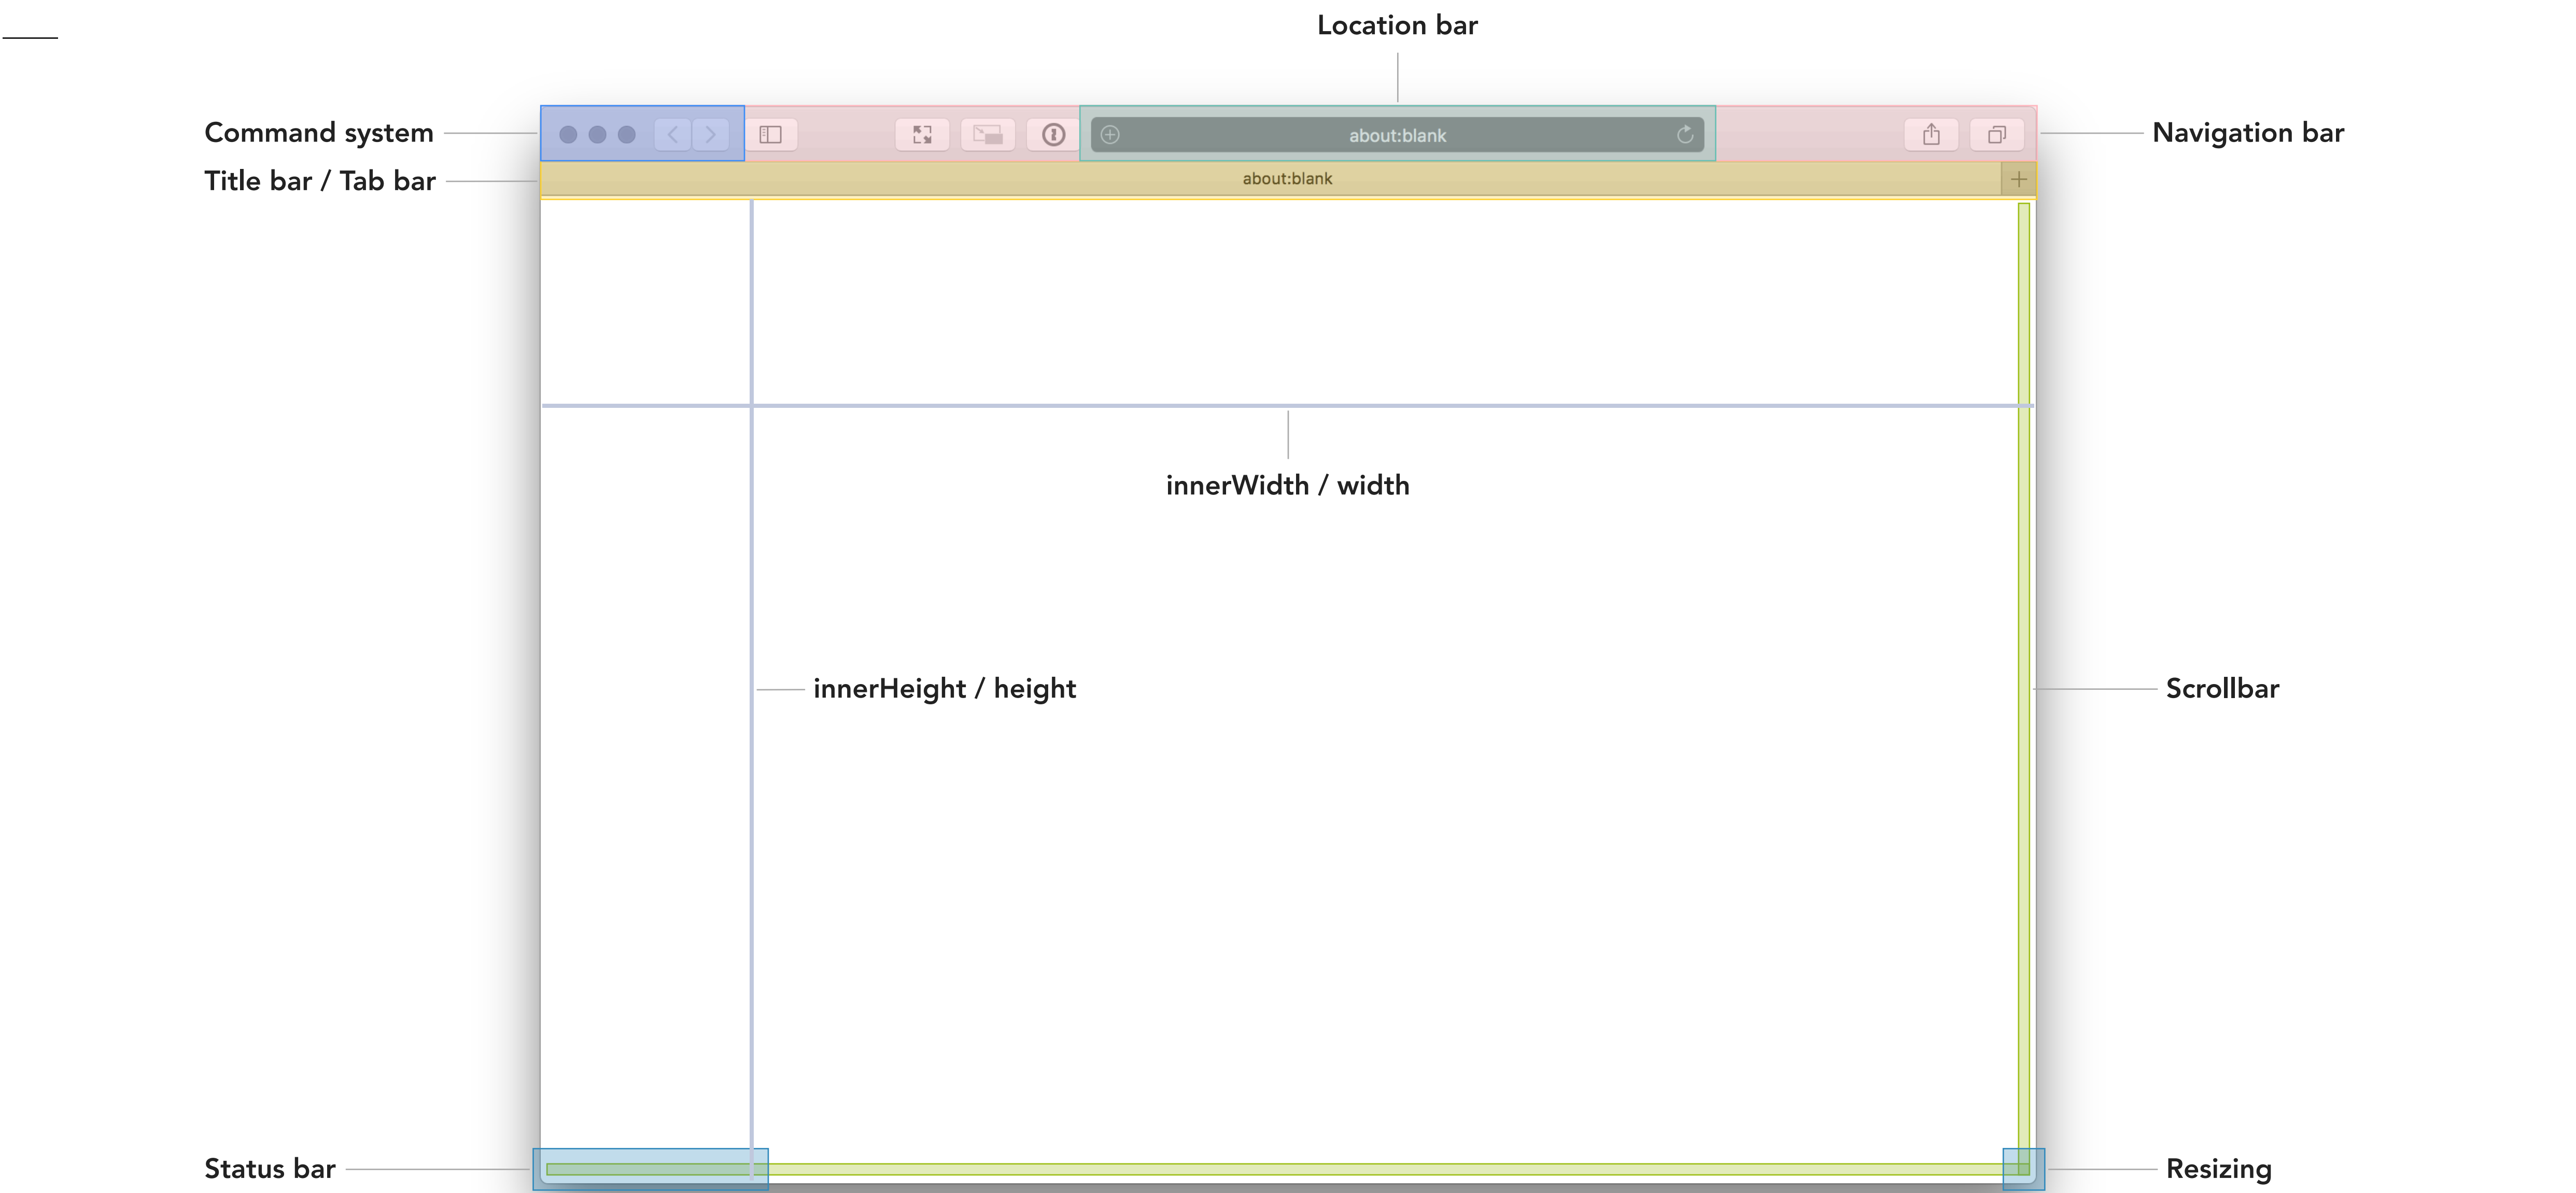 Location bar
Command system
about:blank
Navigation bar
Title bar / Tab bar
about:blank
innerWidth / width
innerHeight / height
Scrollbar
Status bar
Resizing